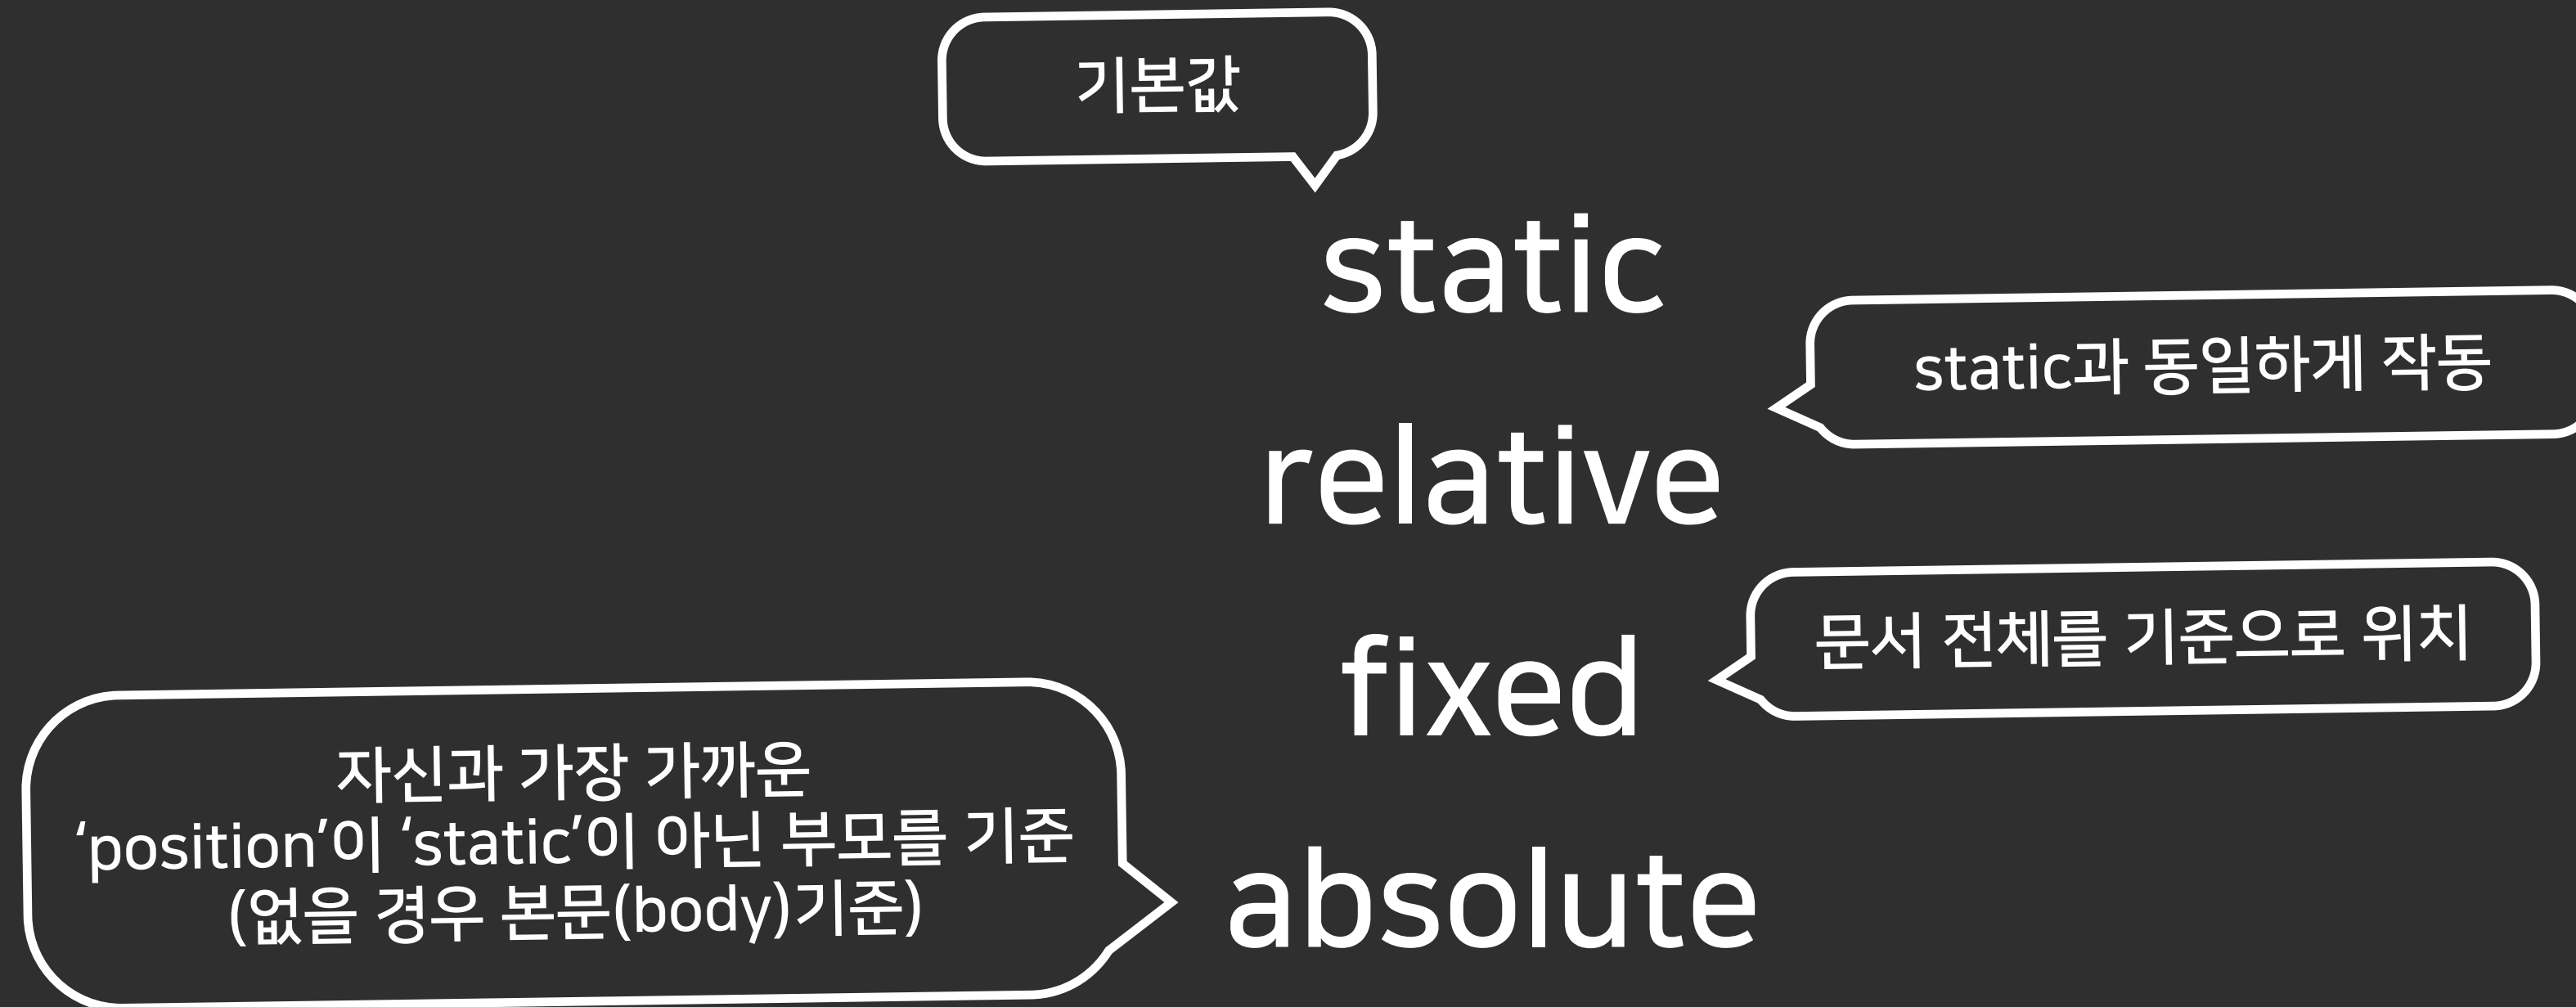 기본값
static
static과 동일하게 작동
relative
문서 전체를 기준으로 위치
fixed
자신과 가장 가까운
‘position’이 ‘static’이 아닌 부모를 기준
(없을 경우 본문(body)기준)
absolute